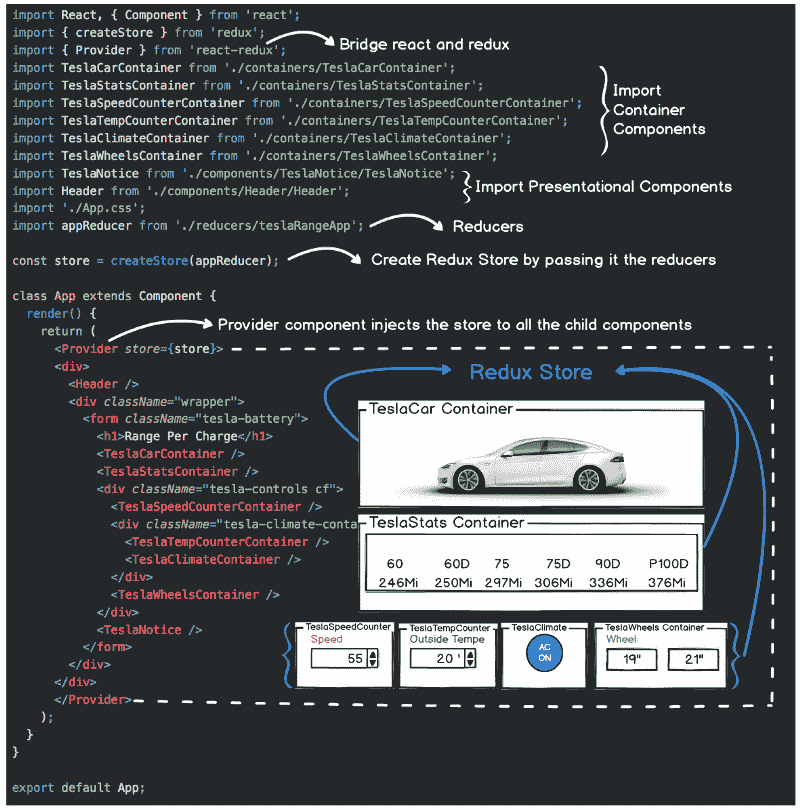 import React, { Component } from 'react';
import { createStore } from 'redux';
import { Provider } from 'react-redux';
Bridge react and redux
import TeslaCarContainer from './containers/TeslaCarContainer';
import TeslaStatsContainer from './containers/TeslaStatsContainer';
import TeslaSpeedCounterContainer from './containers/TeslaSpeedCounterContainer';
import TeslaTempCounterContainer from './containers/TeslaTempCounterContainer';
import TeslaClimateContainer from './containers/TeslaClimateContainer';
import TeslaWheelsContainer from './containers/TeslaWheelsContainer';
Import
Container
Components
import TeslaNotice from './components/TeslaNotice/TeslaNotice';
import Header from './components/Header/Header';
Import Presentational Components
import './App.css';
import appReducer from './reducers/teslaRangeApp';
Reducers
const store = createStore(appReducer);
Create Redux Store by passing it the reducers
class App extends Component {
render() {
return (
Provider component injects the store to all the child components
<Provider store={store}>
<div>
<Header />
<div className="wrapper">
<form className="tesla-battery">
<h1>Range Per Charge</h1>
<TeslaCarContainer />
<TeslaStatsContainer />
<div className="tesla-controls cf">
<TeslaSpeedCounterContainer />
<div className="tesla-climate-conta
<TeslaTempCounterContainer />
<TeslaClimateContainer />
</div>
<TeslaWheelsContainer />
</div>
<TeslaNotice />
</form>
</div>
</div>
</Provider>
);
}
}
export default App;
Redux Store
TeslaCar Container
TeslaStats Container
60 60D 75 75D 90D P100D
246Mi 250Mi 297Mi 306Mi 336Mi 376Mi
TeslaSpeedCounter
Speed
55
TeslaTempCounter
Outside Tempe
20 '
TeslaClimate
AC
ON
TeslaWheels Container
Wheel
19" 21"